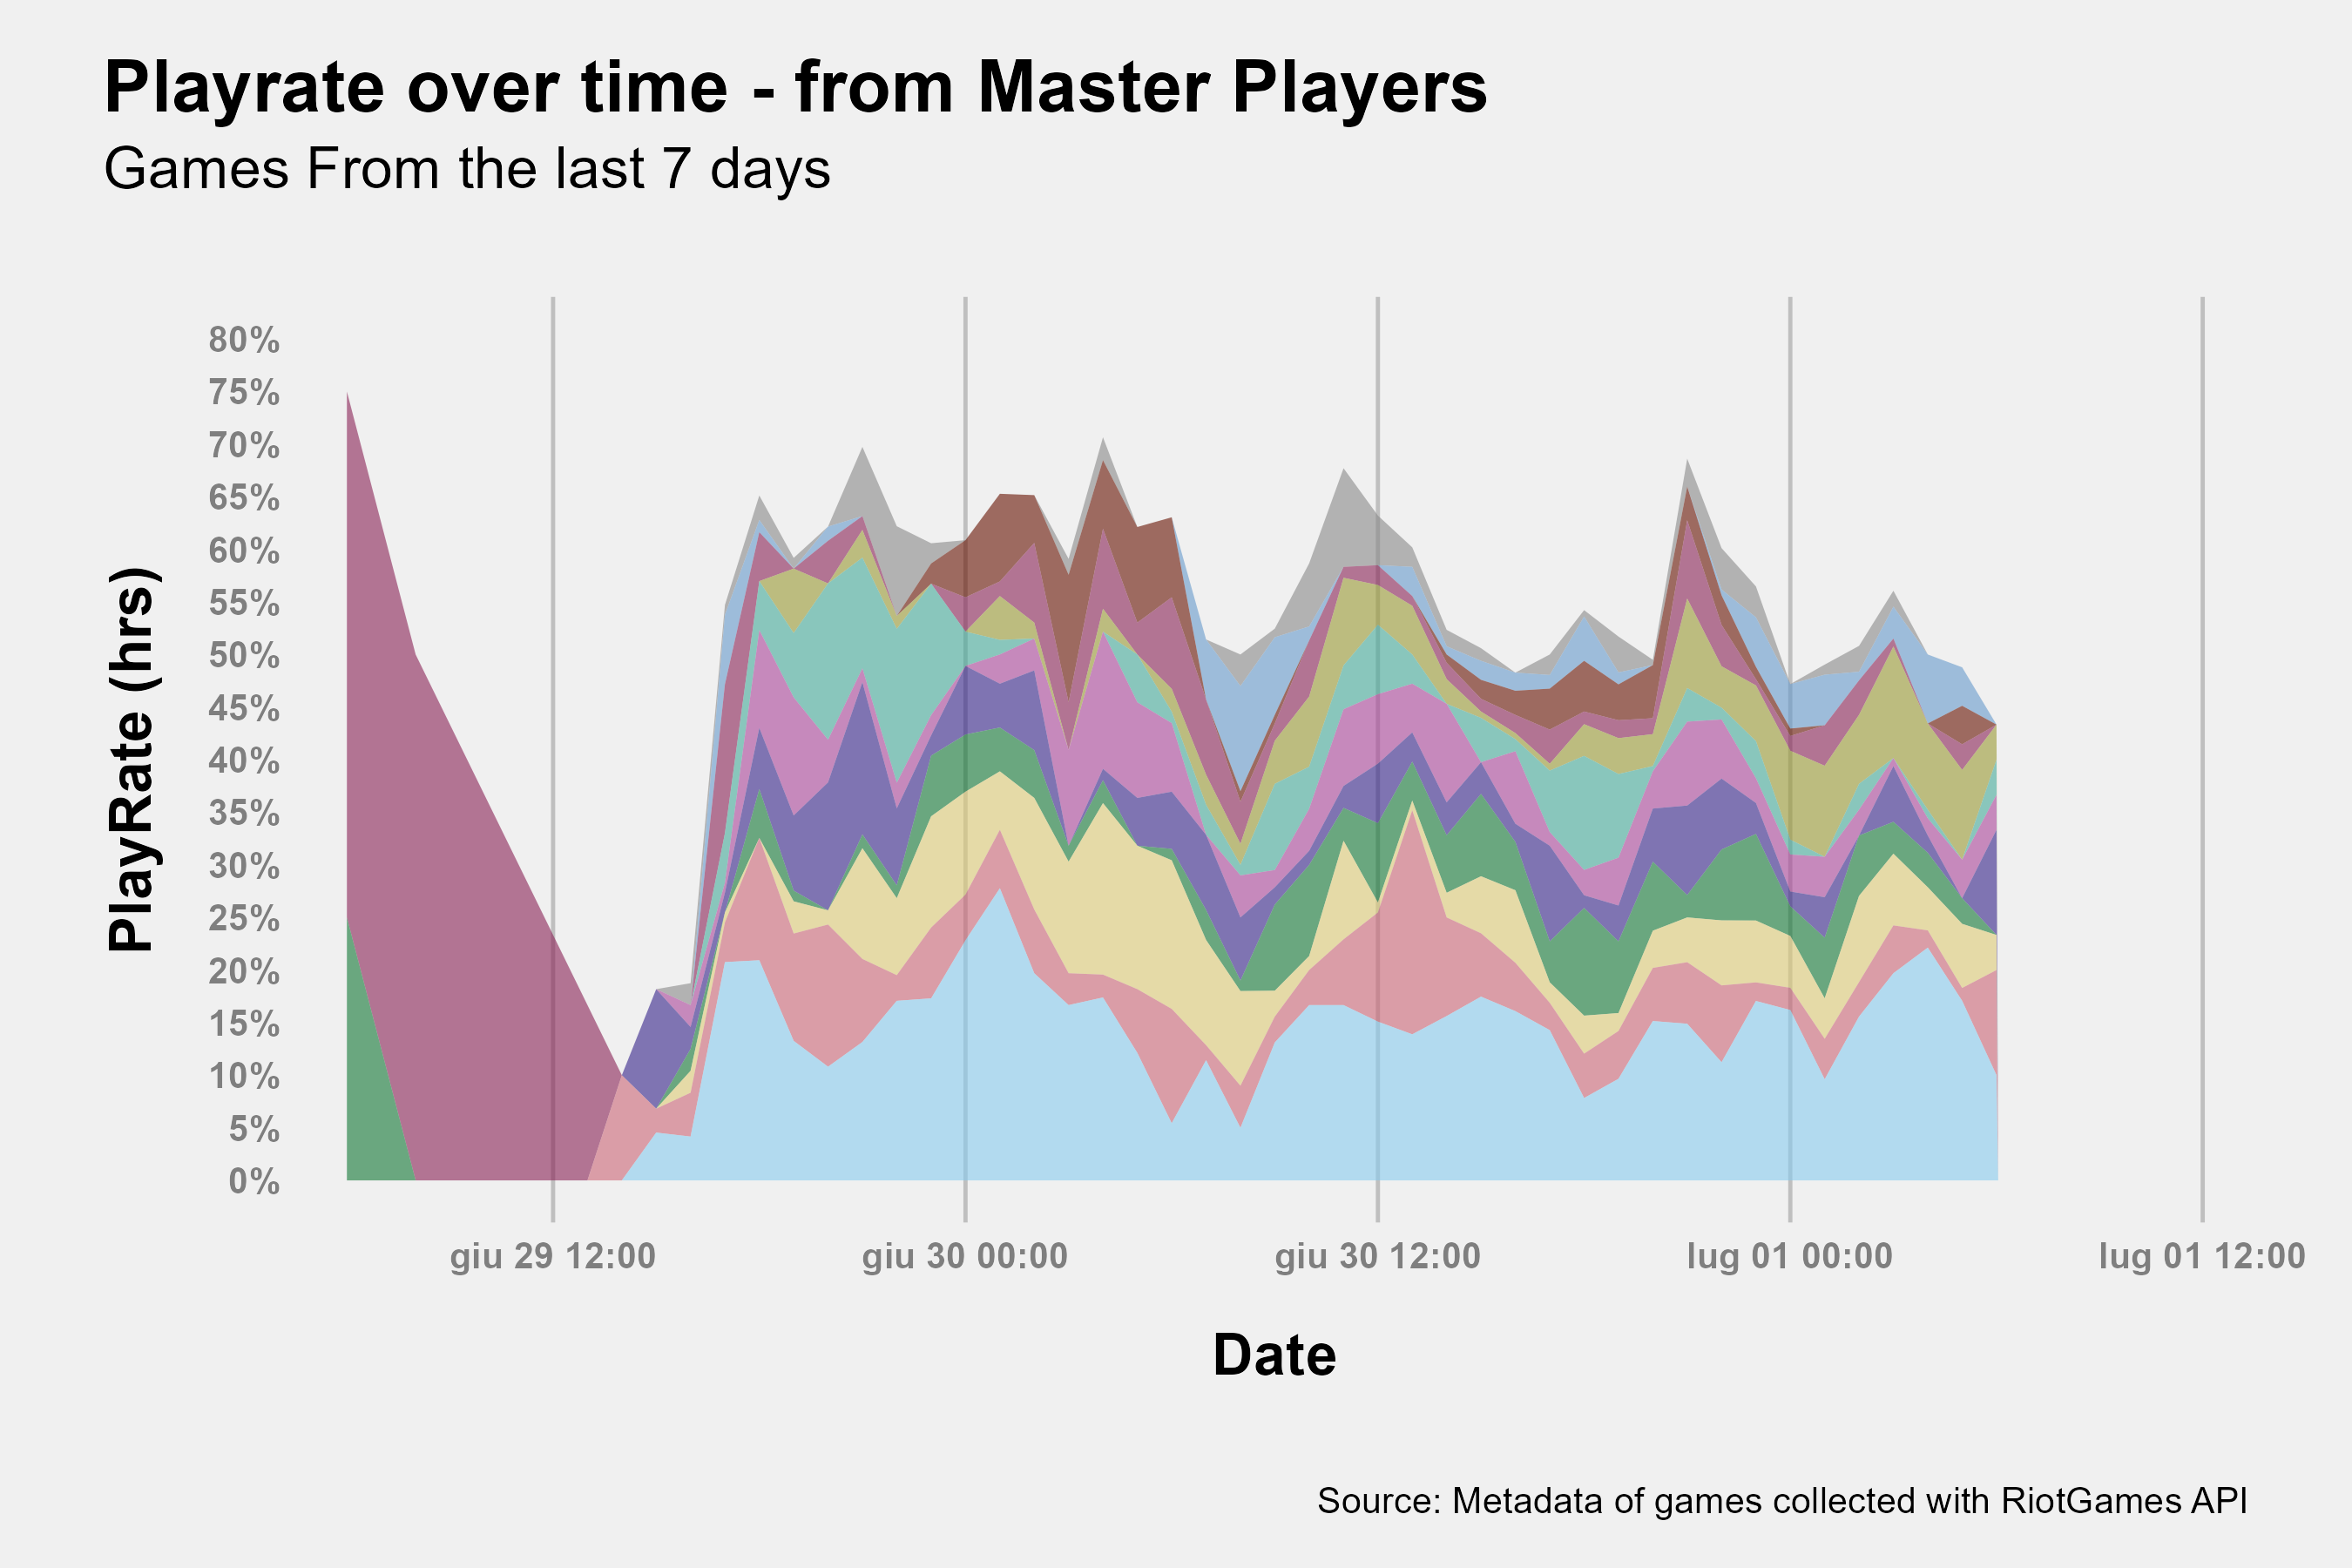 Playrate over time - from Master Players
Games From the last 7 days
PlayRate (hrs)
80%
75%
70%
65%
60%
55%
50%
45%
40%
35%
30%
25%
20%
15%
10%
5%
0%
giu 29 12:00
giu 30 00:00
giu 30 12:00
lug 01 00:00
lug 01 12:00
Date
Source: Metadata of games collected with RiotGames API